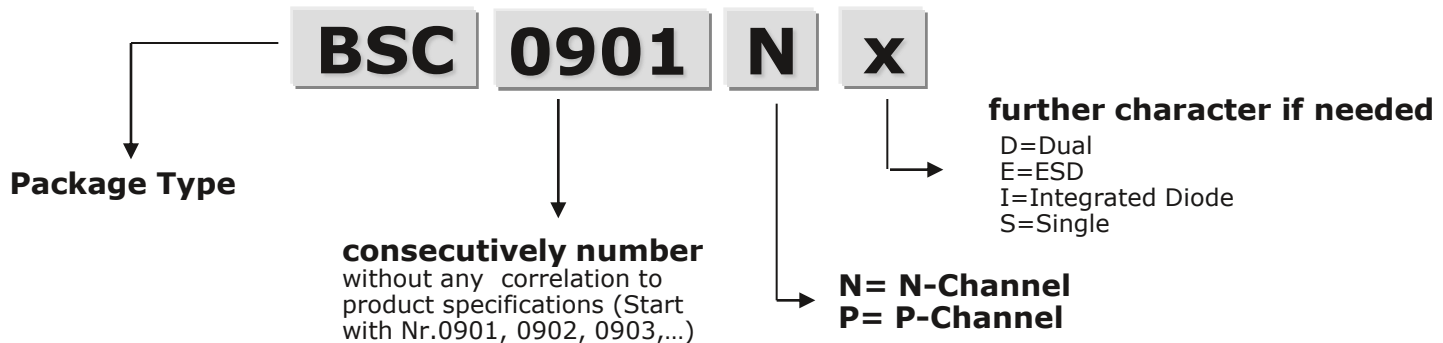 BSC 0901 N x
further character if needed
D=Dual
E=ESD
I=Integrated Diode
S=Single
Package Type
consecutively number
without any correlation to
product specifications (Start
with Nr.0901, 0902, 0903,...)
N= N-Channel
P= P-Channel